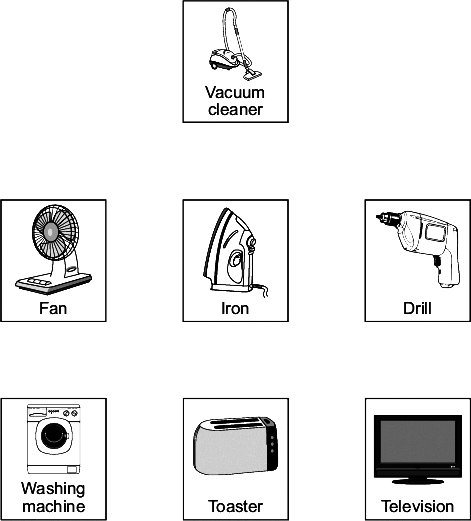 Vacuum
cleaner
Fan
Iron
Drill
Washing
machine
Toaster
Television